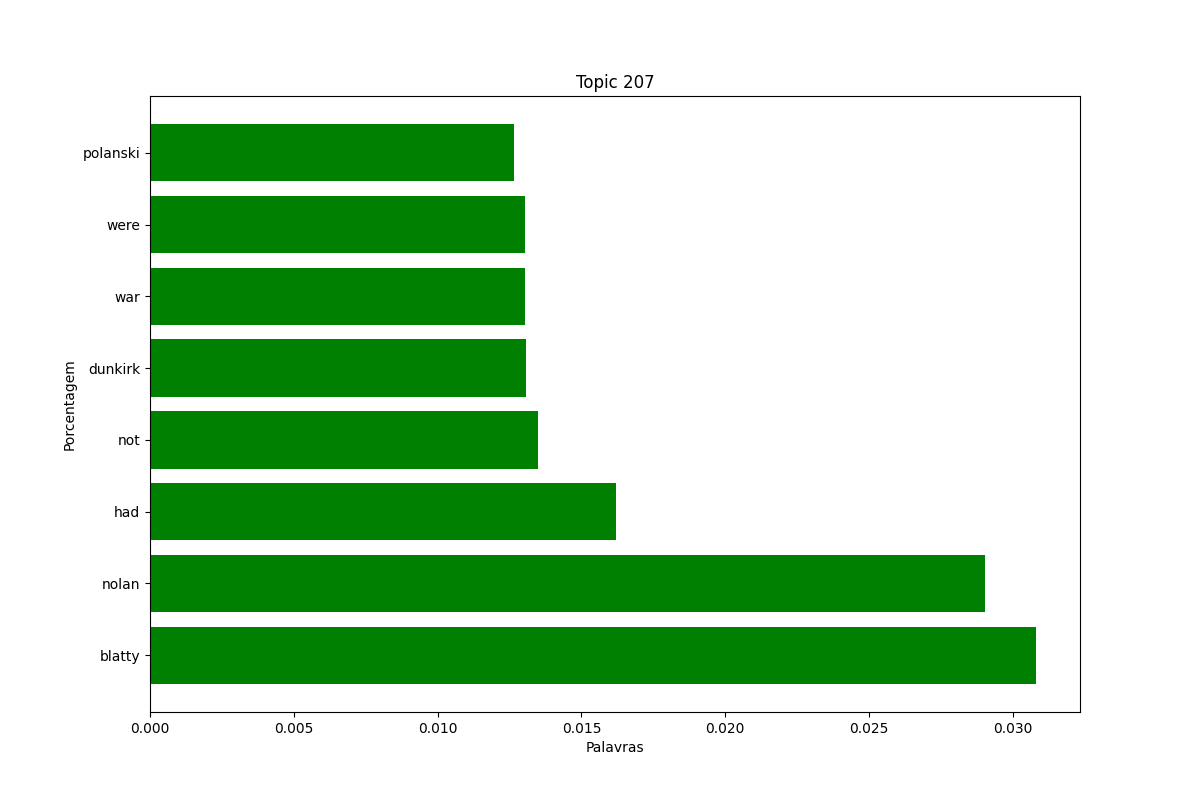 Topic 207
polanski
were
war
dunkirk
not
had
nolan
blatty
Porcentagem
0.000 0.005 0.010 0.015 0.020 0.025 0.030
Palavras